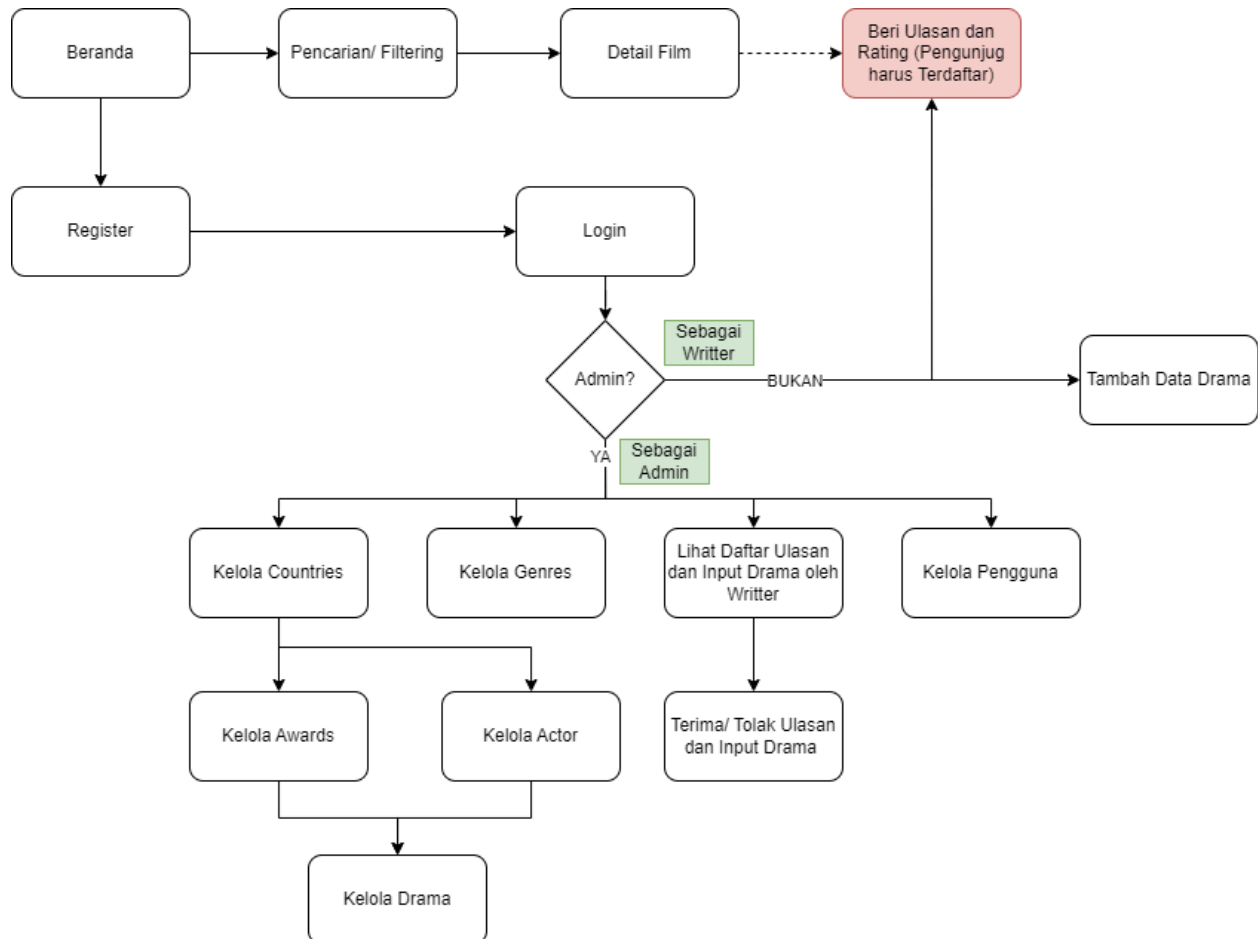 Beranda
Pencarian/ Filtering
Detail Film
Beri Ulasan dan
Rating (Pengunjug
harus Terdaftar)
Register
Login
Sebagai
Writter
Admin?
BUKAN
Tambah Data Drama
YA
Sebagai
Admin
Kelola Countries
Kelola Genres
Lihat Daftar Ulasan
dan Input Drama oleh
Writter
Kelola Pengguna
Kelola Awards
Kelola Actor
Terima/ Tolak Ulasan
dan Input Drama
Kelola Drama